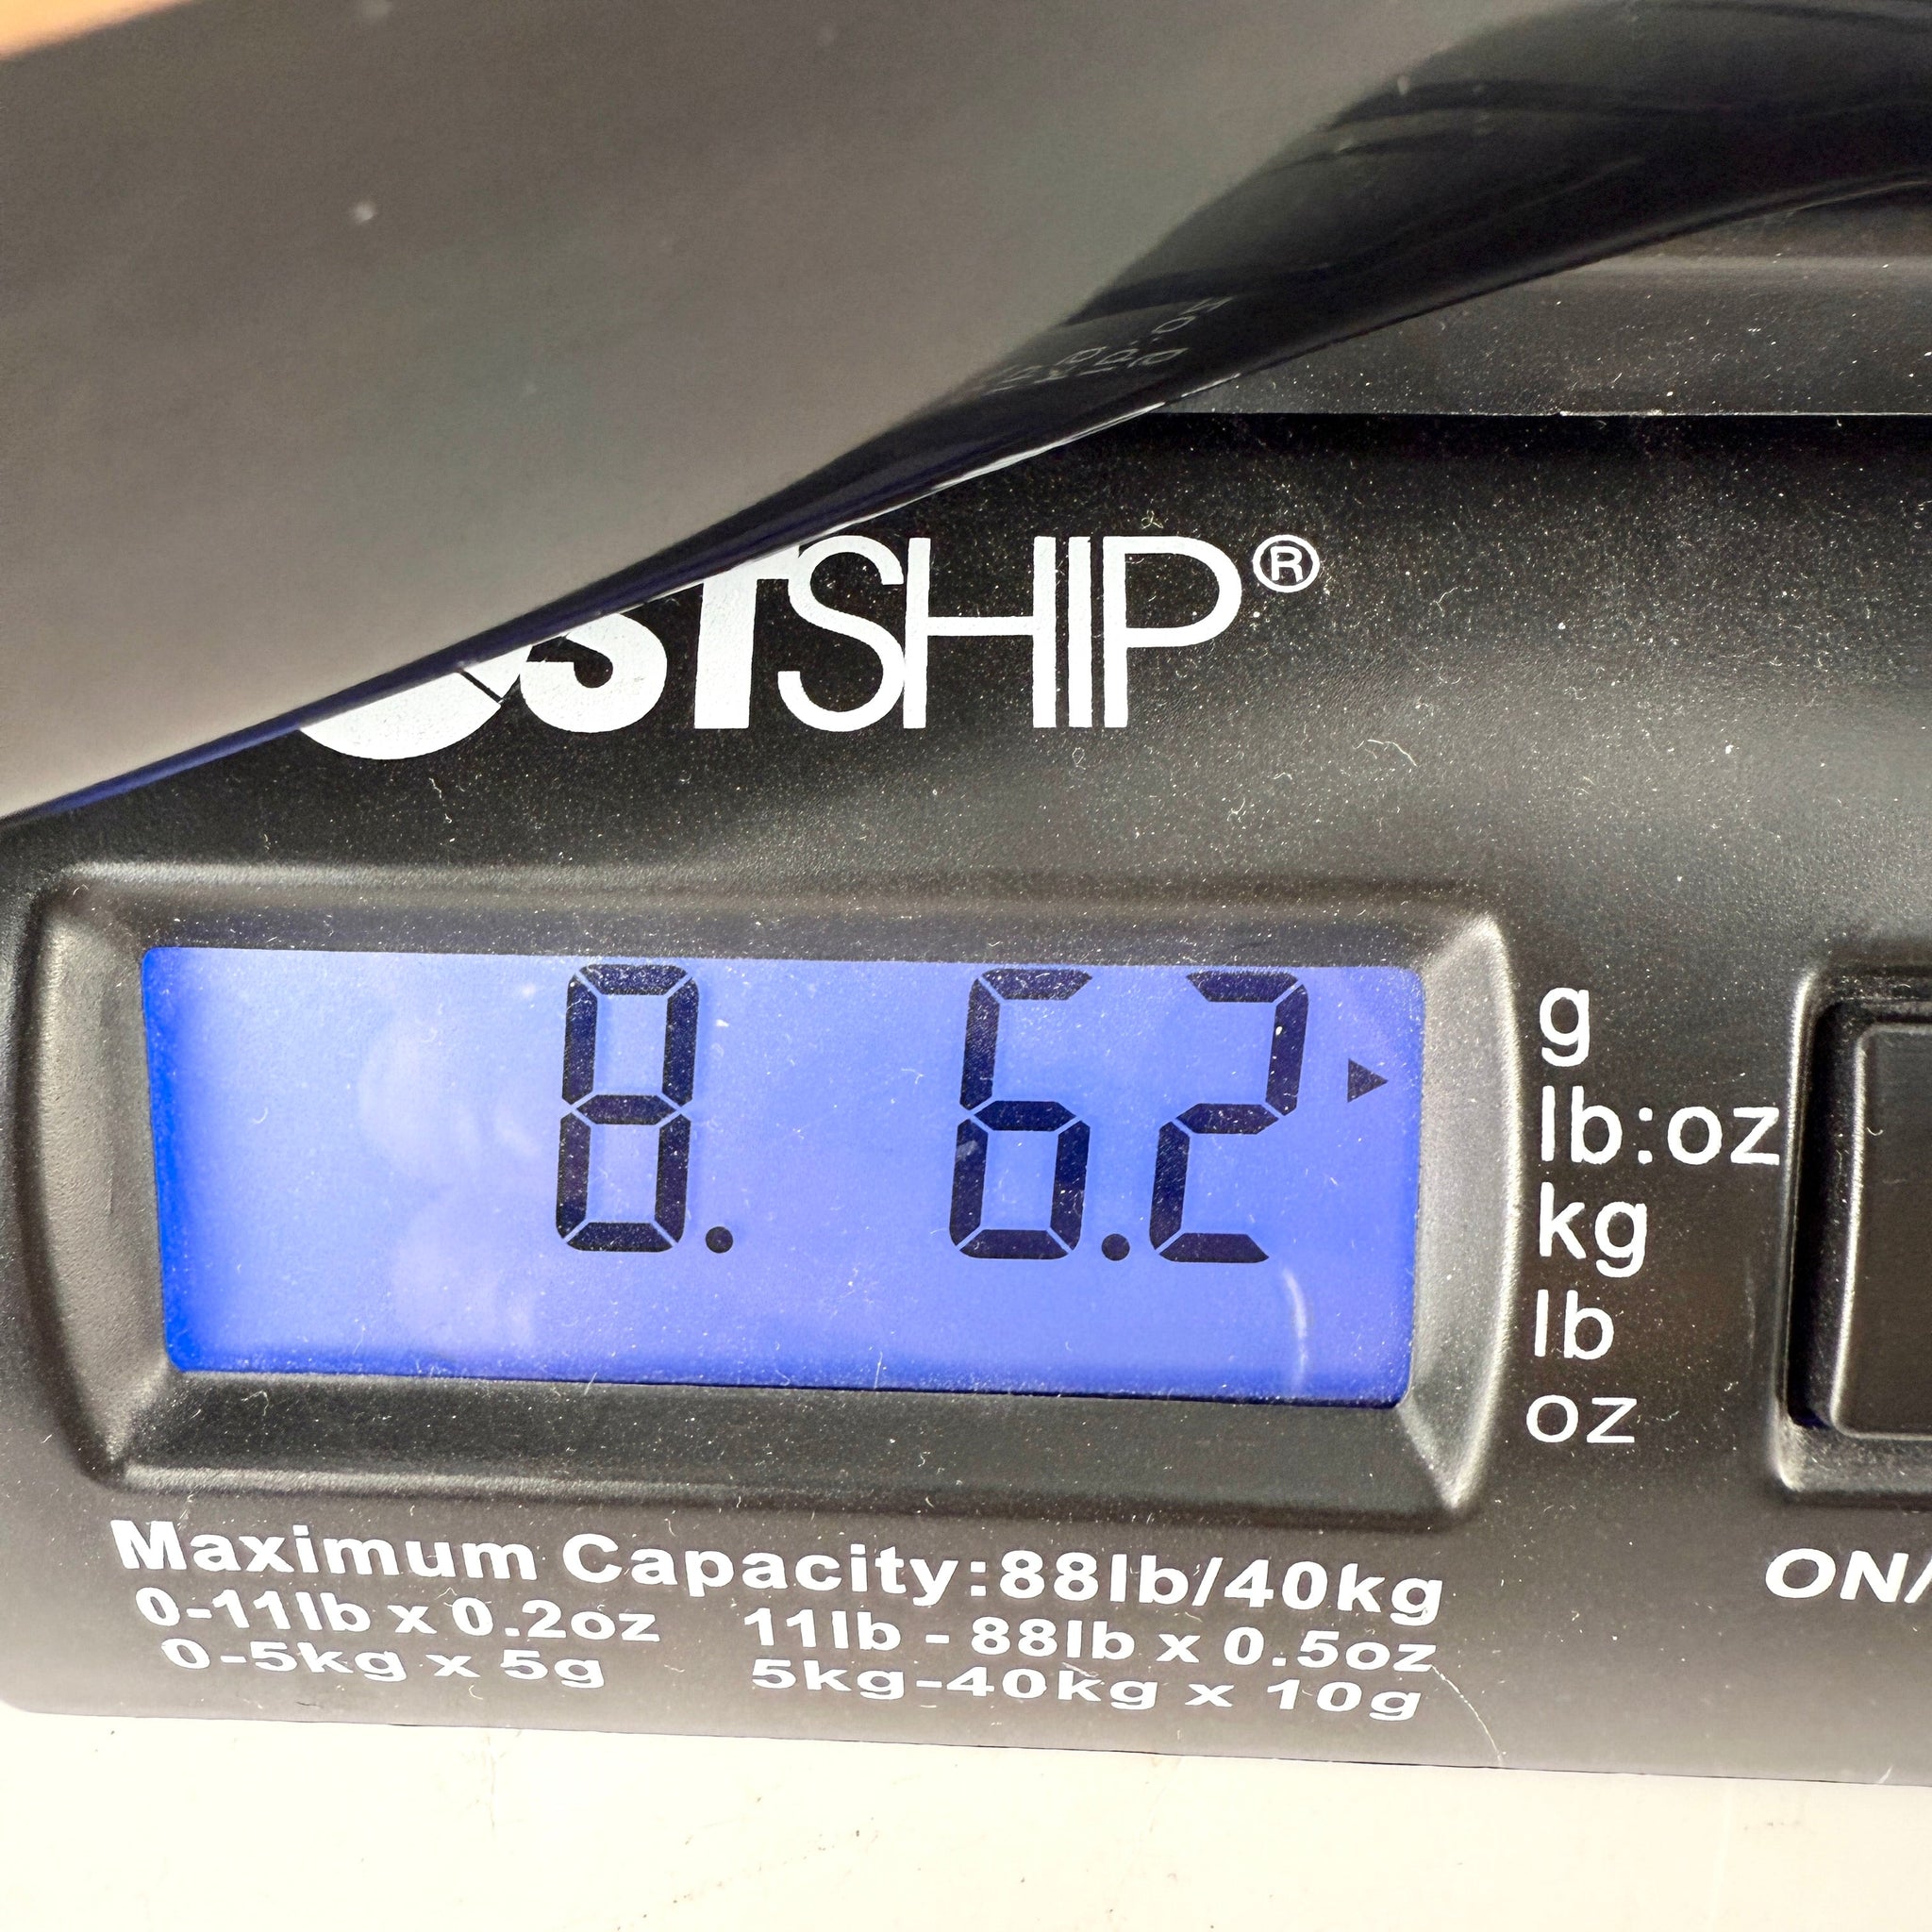 STSHIP®
8. 6.2
g
lb:oz
kg
lb
oz
Maximum Capacity:88lb/40kg
0-11lb x 0.2oz 11lb - 88lb x 0.5oz
0-5kg x 5g 5kg-40kg x 10g
ON/